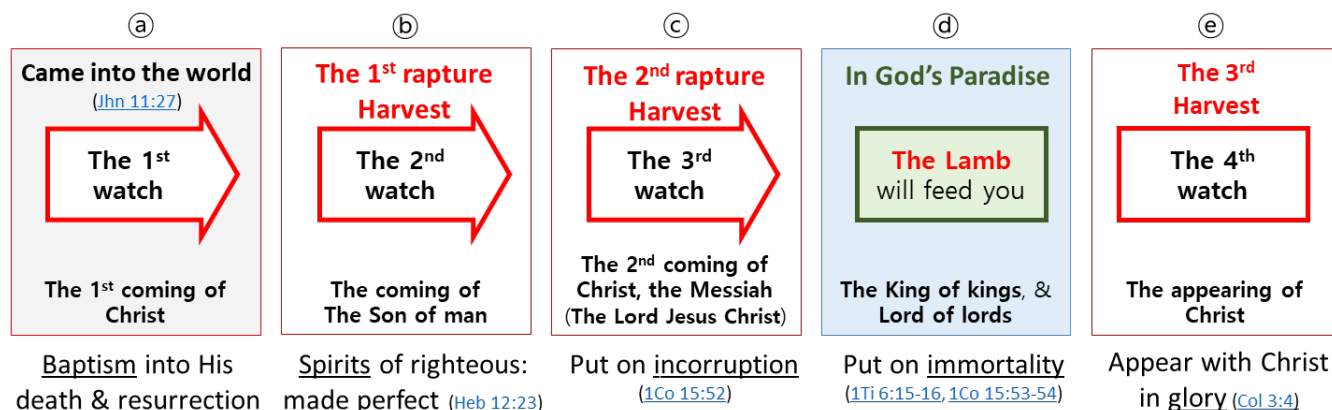 ⓐ
Came into the world
(Jhn 11:27)
The 1st
watch
The 1st coming of
Christ
Baptism into His
death & resurrection
ⓑ
The 1st rapture
Harvest
The 2nd
watch
The coming of
The Son of man
Spirits of righteous:
made perfect (Heb 12:23)
ⓒ
The 2nd rapture
Harvest
The 3rd
watch
The 2nd coming of
Christ, the Messiah
(The Lord Jesus Christ)
Put on incorruption
(1Co 15:52)
ⓓ
In God's Paradise
The Lamb
will feed you
The King of kings, &
Lord of lords
Put on immortality
(1Ti 6:15-16, 1Co 15:53-54)
ⓔ
The 3rd
Harvest
The 4th
watch
The appearing of
Christ
Appear with Christ
in glory (Col 3:4)